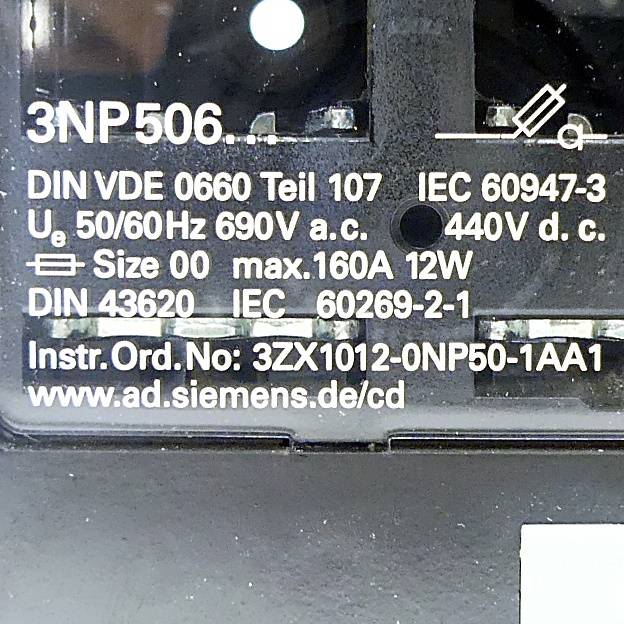 3NP506...
a
DIN VDE 0660 Teil 107 IEC 60947-3
Ue 50/60Hz 690V a.c. 440V d. c.
Size 00 max.160A 12W
DIN 43620 IEC 60269-2-1
Instr.Ord.No: 3ZX1012-0NP50-1AA1
www.ad.siemens.de/cd